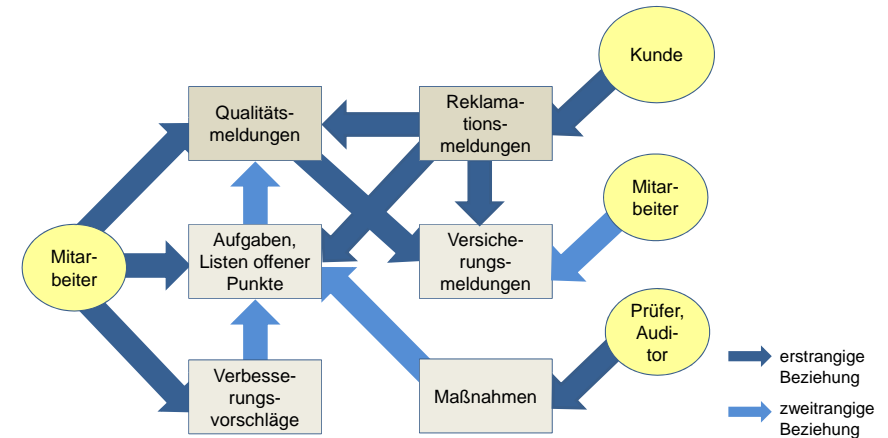 Kunde
Qualitäts-
meldungen
Reklama-
tions-
meldungen
Mitar-
beiter
Mitar-
beiter
Aufgaben,
Listen offener
Punkte
Versiche-
rungs-
meldungen
Prüfer,
Audi-
tor
Verbesse-
rungs-
vorschläge
Maßnahmen
erstrangige
Beziehung
zweitrangige
Beziehung